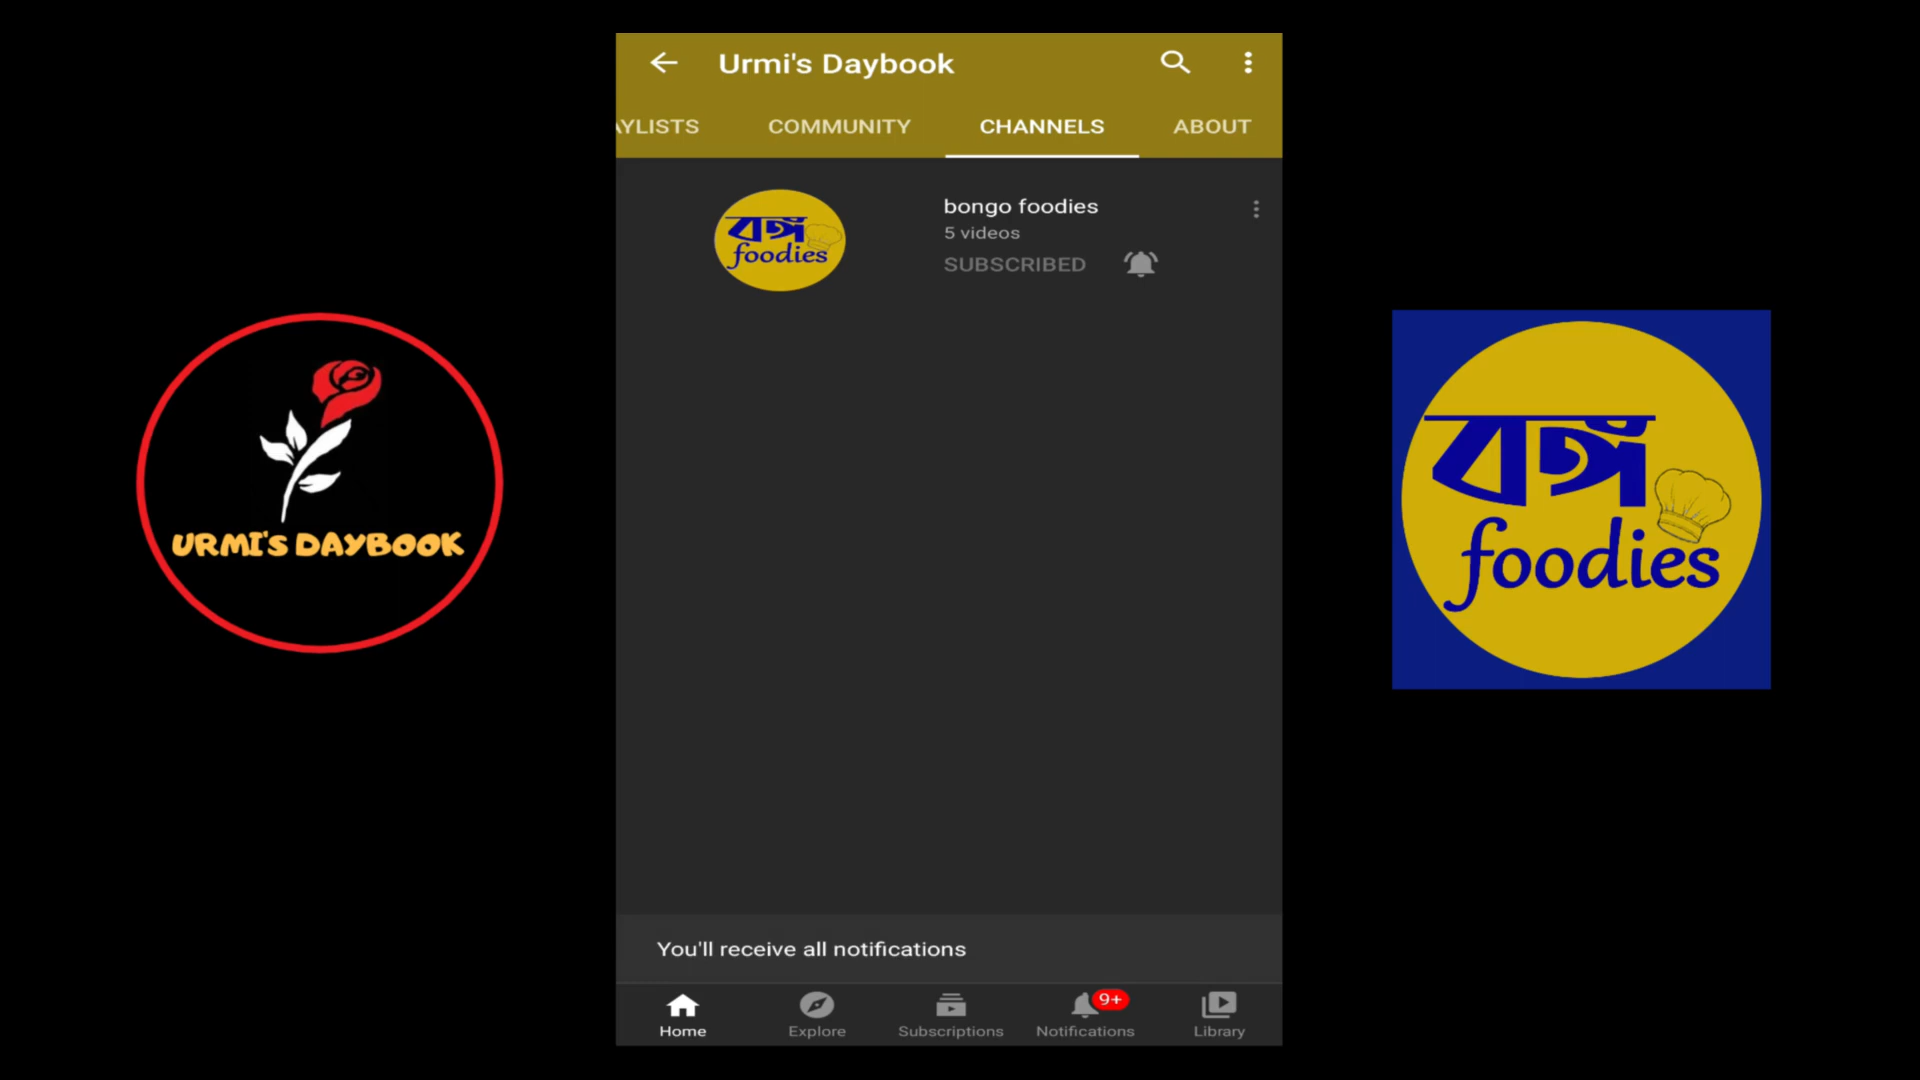 Urmi's Daybook
AYLISTS COMMUNITY CHANNELS ABOUT
বঙ্গ
foodies
bongo foodies
5 videos
SUBSCRIBED
URMI'S DAYBOOK
বঙ্গ
foodies
You'll receive all notifications
9+
Home Explore Subscriptions Notifications Library